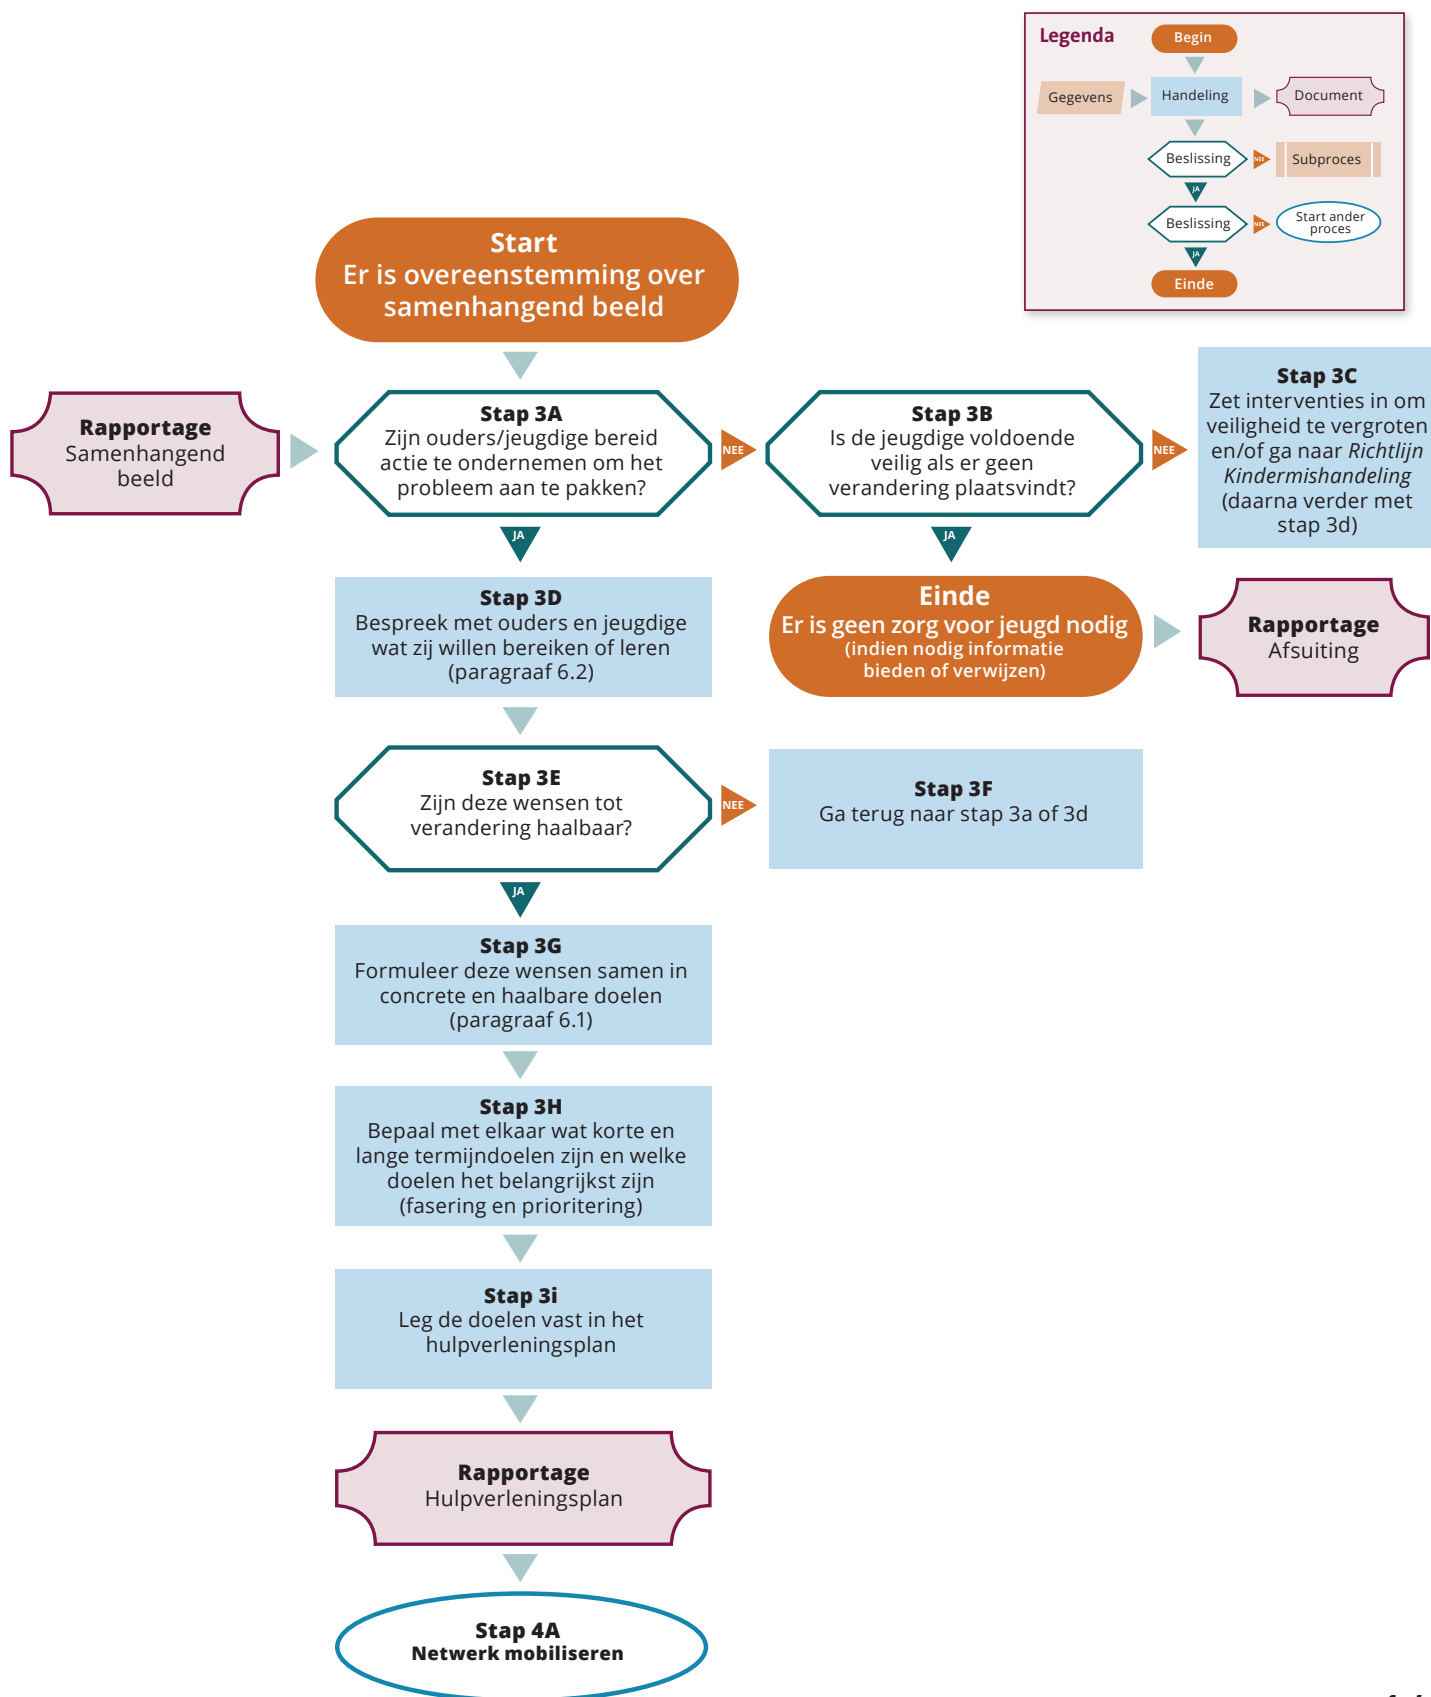 Legenda
Begin
Gegevens
Handeling
Document
Beslissing
NEE
Subproces
JA
Beslissing
NEE
Start ander
proces
JA
Einde
Start
Er is overeenstemming over
samenhangend beeld
Rapportage
Samenhangend
beeld
Stap 3A
Zijn ouders/jeugdige bereid
actie te ondernemen om het
probleem aan te pakken?
NEE
Stap 3B
Is de jeugdige voldoende
veilig als er geen
verandering plaatsvindt?
NEE
Stap 3C
Zet interventies in om
veiligheid te vergroten
en/of ga naar Richtlijn
Kindermishandeling
(daarna verder met
stap 3d)
JA
JA
Stap 3D
Bespreek met ouders en jeugdige
wat zij willen bereiken of leren
(paragraaf 6.2)
Einde
Er is geen zorg voor jeugd nodig
(indien nodig informatie
bieden of verwijzen)
Rapportage
Afsuiting
Stap 3E
Zijn deze wensen tot
verandering haalbaar?
NEE
Stap 3F
Ga terug naar stap 3a of 3d
JA
Stap 3G
Formuleer deze wensen samen in
concrete en haalbare doelen
(paragraaf 6.1)
Stap 3H
Bepaal met elkaar wat korte en
lange termijndoelen zijn en welke
doelen het belangrijkst zijn
(fasering en prioritering)
Stap 3i
Leg de doelen vast in het
hulpverleningsplan
Rapportage
Hulpverleningsplan
Stap 4A
Netwerk mobiliseren